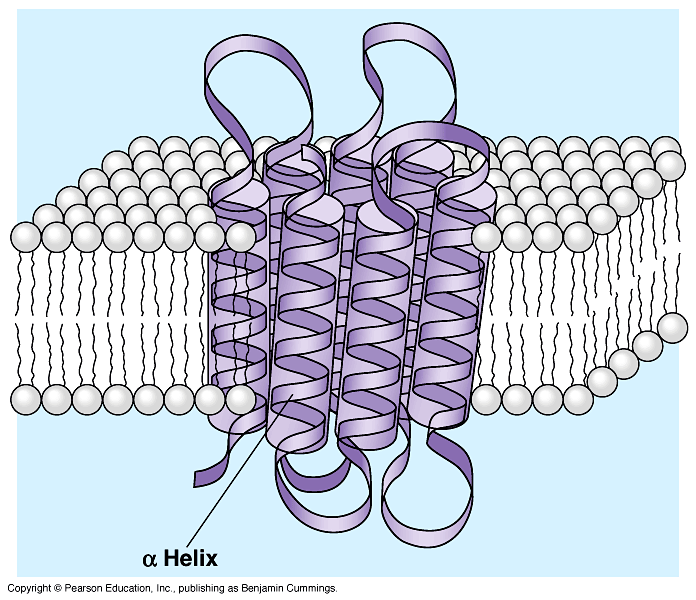 α Helix
Copyright © Pearson Education, Inc., publishing as Benjamin Cummings.